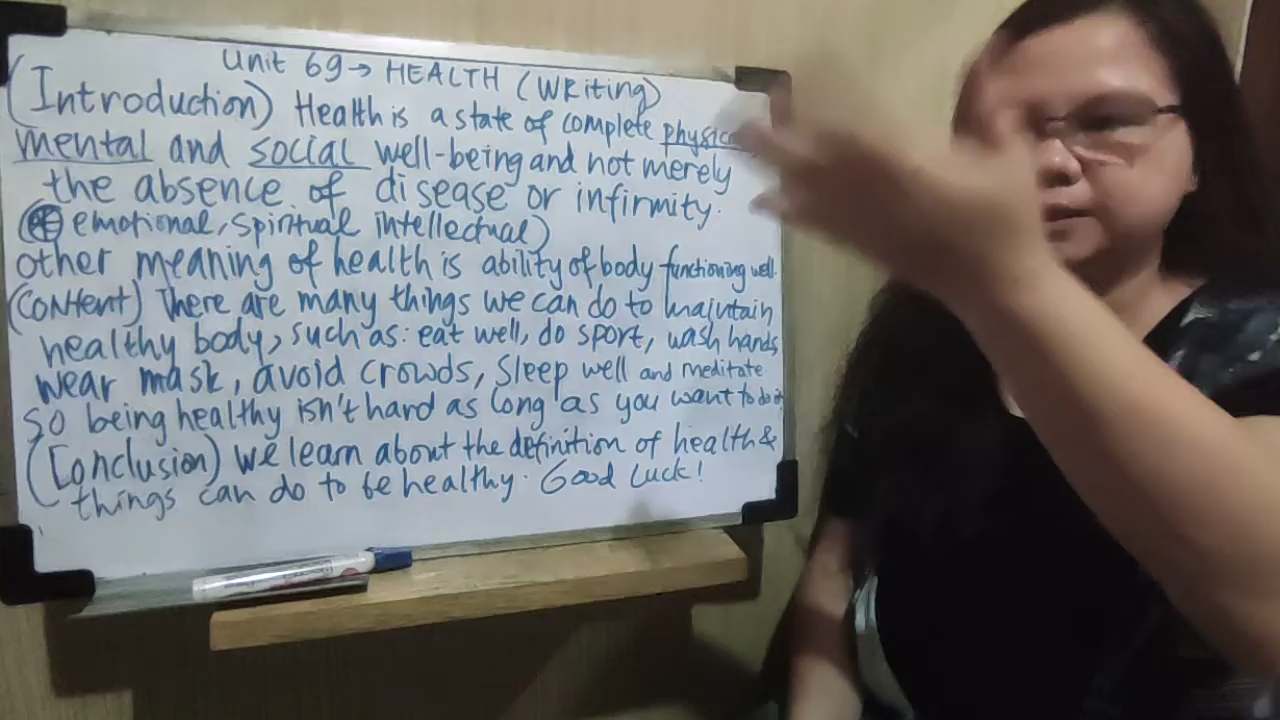 Unit 69→ HEALTH (WRiting)
(Introduction) Health is a state of complete physica
mental and social well-being and not merely
the absence of disease or infirmity.
( emotional, spiritual intellectual)
other meaning of health is ability of body functioning well.
(CoNtent) There are many things we can do to maintain
healthy body, such as: eat well, do sport, wash hands,
wear mask, avoid crowds, Sleep well and meditate.
So being healthy isn't hard as long as you want to do it
(Conclusion) we learn about the definition of health &
things can do to be healthy. Good Luck!